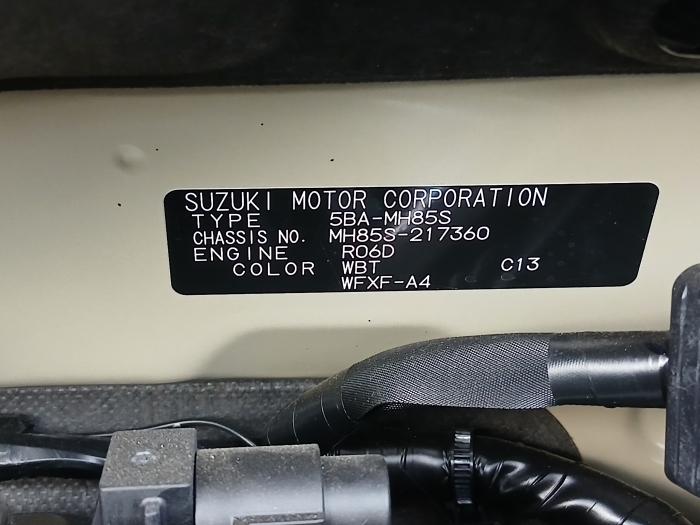 SUZUKI MOTOR CORPORATION
TYPE 5BA-MH85S
CHASSIS NO. MH85S-217360
ENGINE R06D
COLOR WBT C13
WFXF-A4